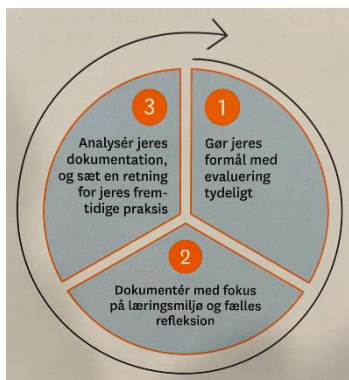 1
Gør jeres
formål med
evaluering
tydeligt
2
Dokumentér med fokus
på læringsmiljø og fælles
refleksion
3
Analysér jeres
dokumentation,
og sæt en retning
for jeres frem-
tidige praksis